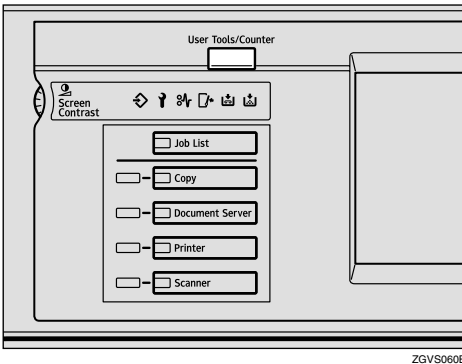 User Tools/Counter
Screen
Contrast
Job List
Copy
Document Server
Printer
Scanner
ZGVS060E